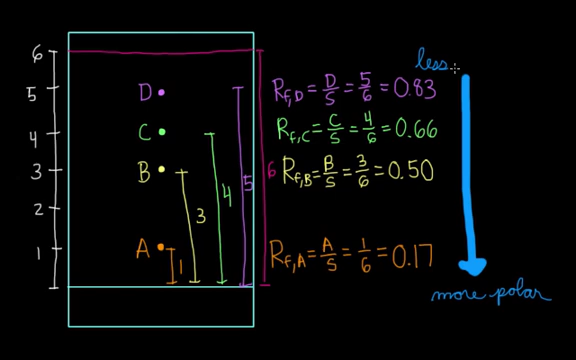 6
less
5 D R_f,D = D/S = 5/6 = 0.83
4 C R_f,C = C/S = 4/6 = 0.66
3 B 6 R_f,B = B/S = 3/6 = 0.50
5
4
2 3
1 A R_f,A = A/S = 1/6 = 0.17
1
more polar